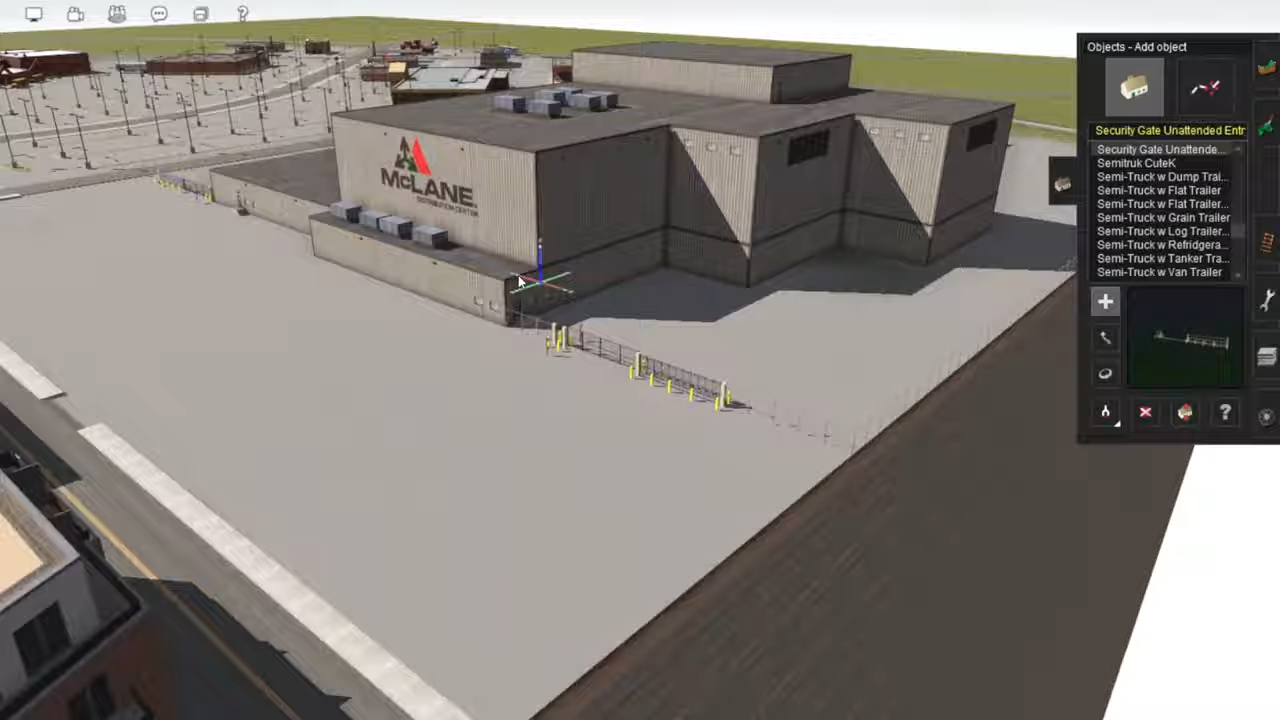 Objects - Add object
Security Gate Unattended Entr
Security Gate Unattende...
Semitruk CuteK
Semi-Truck w Dump Trai...
Semi-Truck w Flat Trailer
Semi-Truck w Flat Trailer...
Semi-Truck w Grain Trailer
Semi-Truck w Log Trailer...
Semi-Truck w Refridgera...
Semi-Truck w Tanker Tra...
Semi-Truck w Van Trailer
McLANE
DISTRIBUTION CENTER